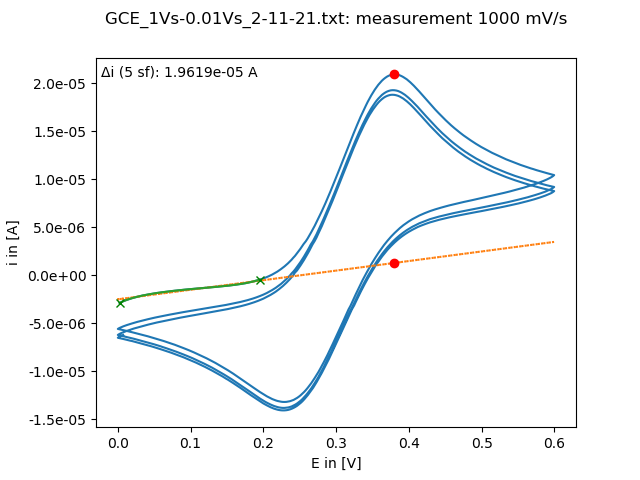 GCE_1Vs-0.01Vs_2-11-21.txt: measurement 1000 mV/s
Δi (5 sf): 1.9619e-05 A
2.0e-05
1.5e-05
1.0e-05
5.0e-06
0.0e+00
-5.0e-06
-1.0e-05
-1.5e-05
i in [A]
0.0 0.1 0.2 0.3 0.4 0.5 0.6
E in [V]